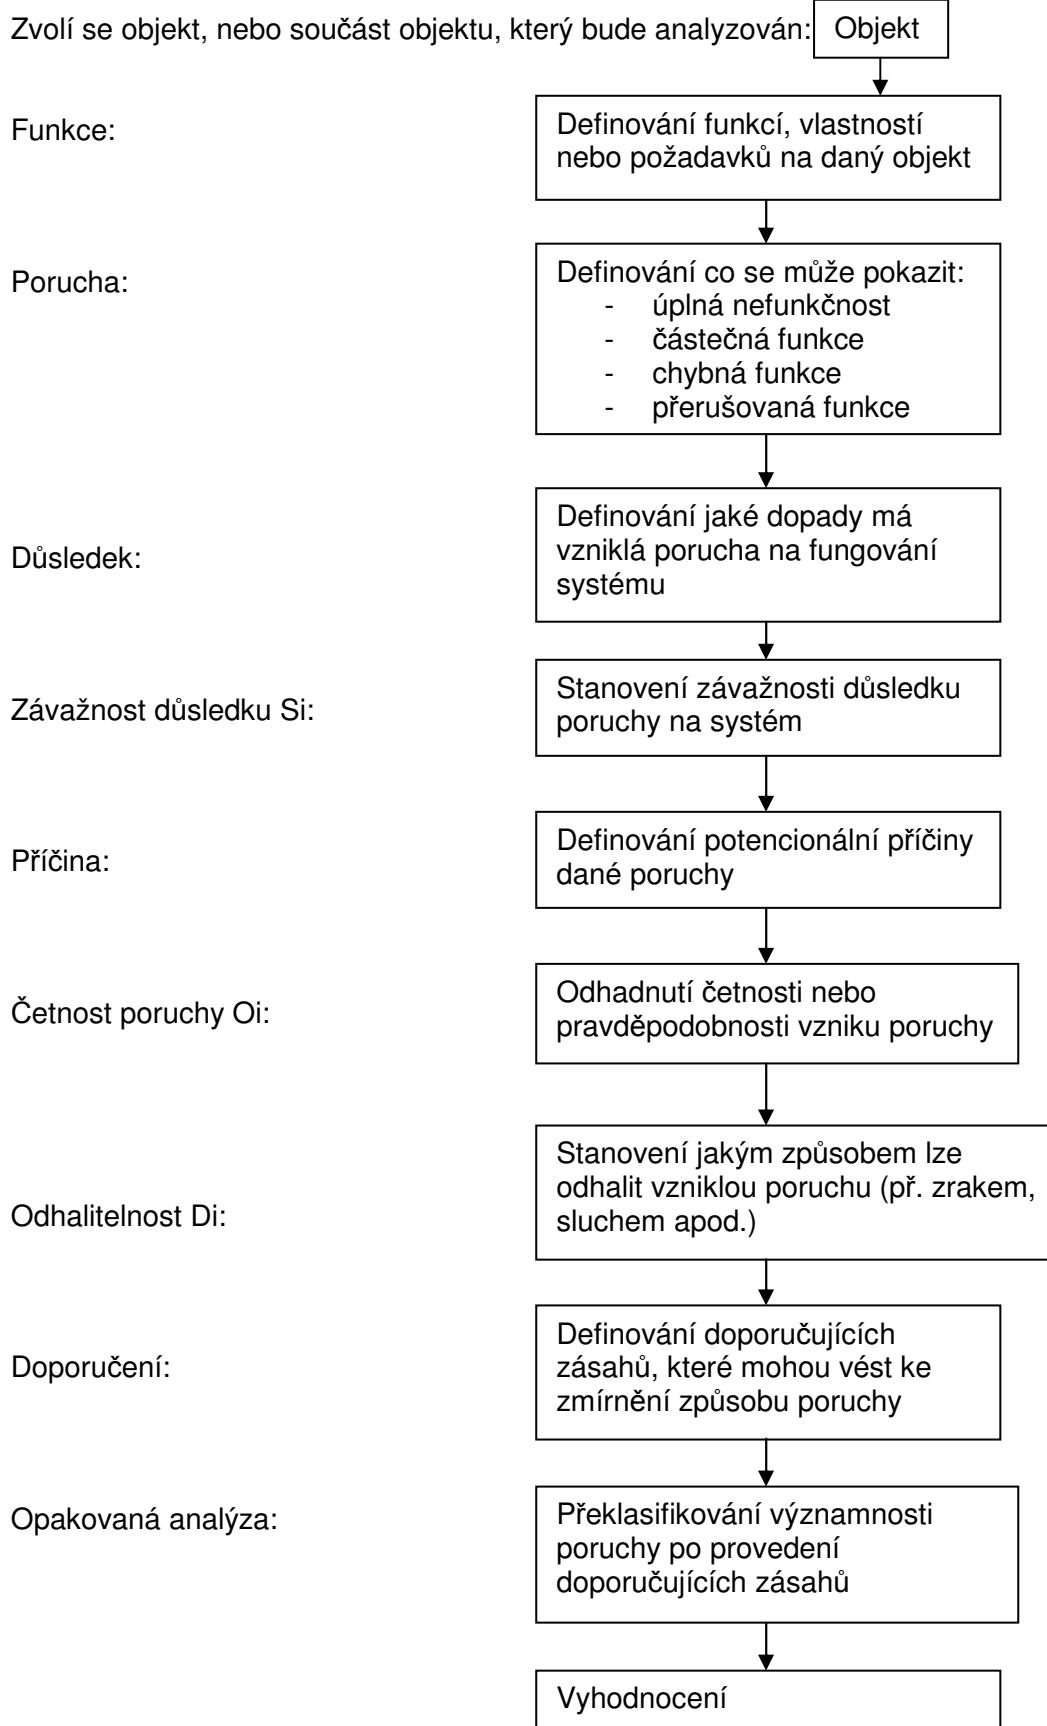 Zvolí se objekt, nebo součást objektu, který bude analyzován: Objekt
Funkce:
Definování funkcí, vlastností
nebo požadavků na daný objekt
Porucha:
Definování co se může pokazit:
- úplná nefunkčnost
- částečná funkce
- chybná funkce
- přerušovaná funkce
Důsledek:
Definování jaké dopady má
vzniklá porucha na fungování
systému
Závažnost důsledku Si:
Stanovení závažnosti důsledku
poruchy na systém
Příčina:
Definování potencionální příčiny
dané poruchy
Četnost poruchy Oi:
Odhadnutí četnosti nebo
pravděpodobnosti vzniku poruchy
Odhalitelnost Di:
Stanovení jakým způsobem lze
odhalit vzniklou poruchu (př. zrakem,
sluchem apod.)
Doporučení:
Definování doporučujících
zásahů, které mohou vést ke
zmírnění způsobu poruchy
Opakovaná analýza:
Překlasifikování významnosti
poruchy po provedení
doporučujících zásahů
Vyhodnocení